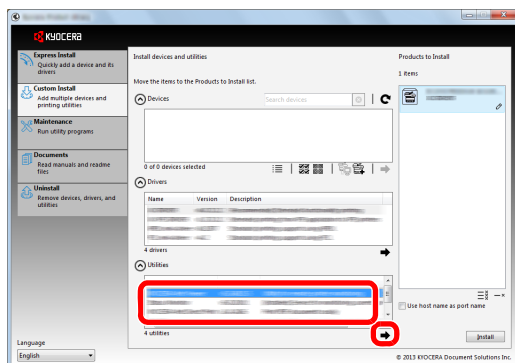 KYOCERA
Express Install
Quickly add a device and its
drivers
Custom Install
Add multiple devices and
printing utilities
Maintenance
Run utility programs
Documents
Read manuals and readme
files
Uninstall
Remove devices, drivers, and
utilities
Language
English
Install devices and utilities
Move the items to the Products to Install list.
Devices
Search devices
0 of 0 devices selected
Drivers
Name Version Description
4 drivers
Utilities
4 utilities
Products to Install
1 items
Use host name as port name
Install
© 2013 KYOCERA Document Solutions Inc.